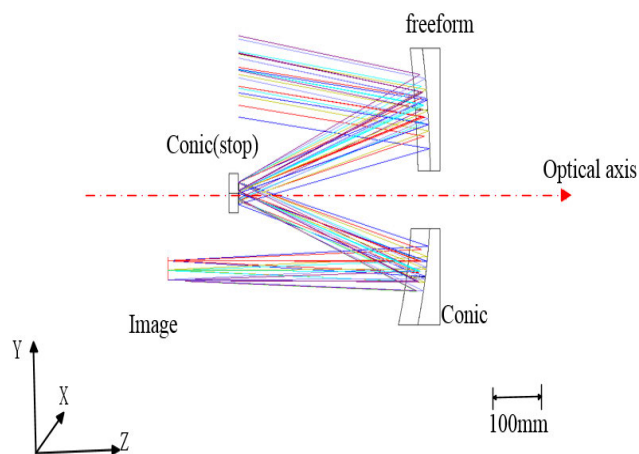 freeform
Conic(stop)
Optical axis
Conic
Image
Y
X
Z
100mm